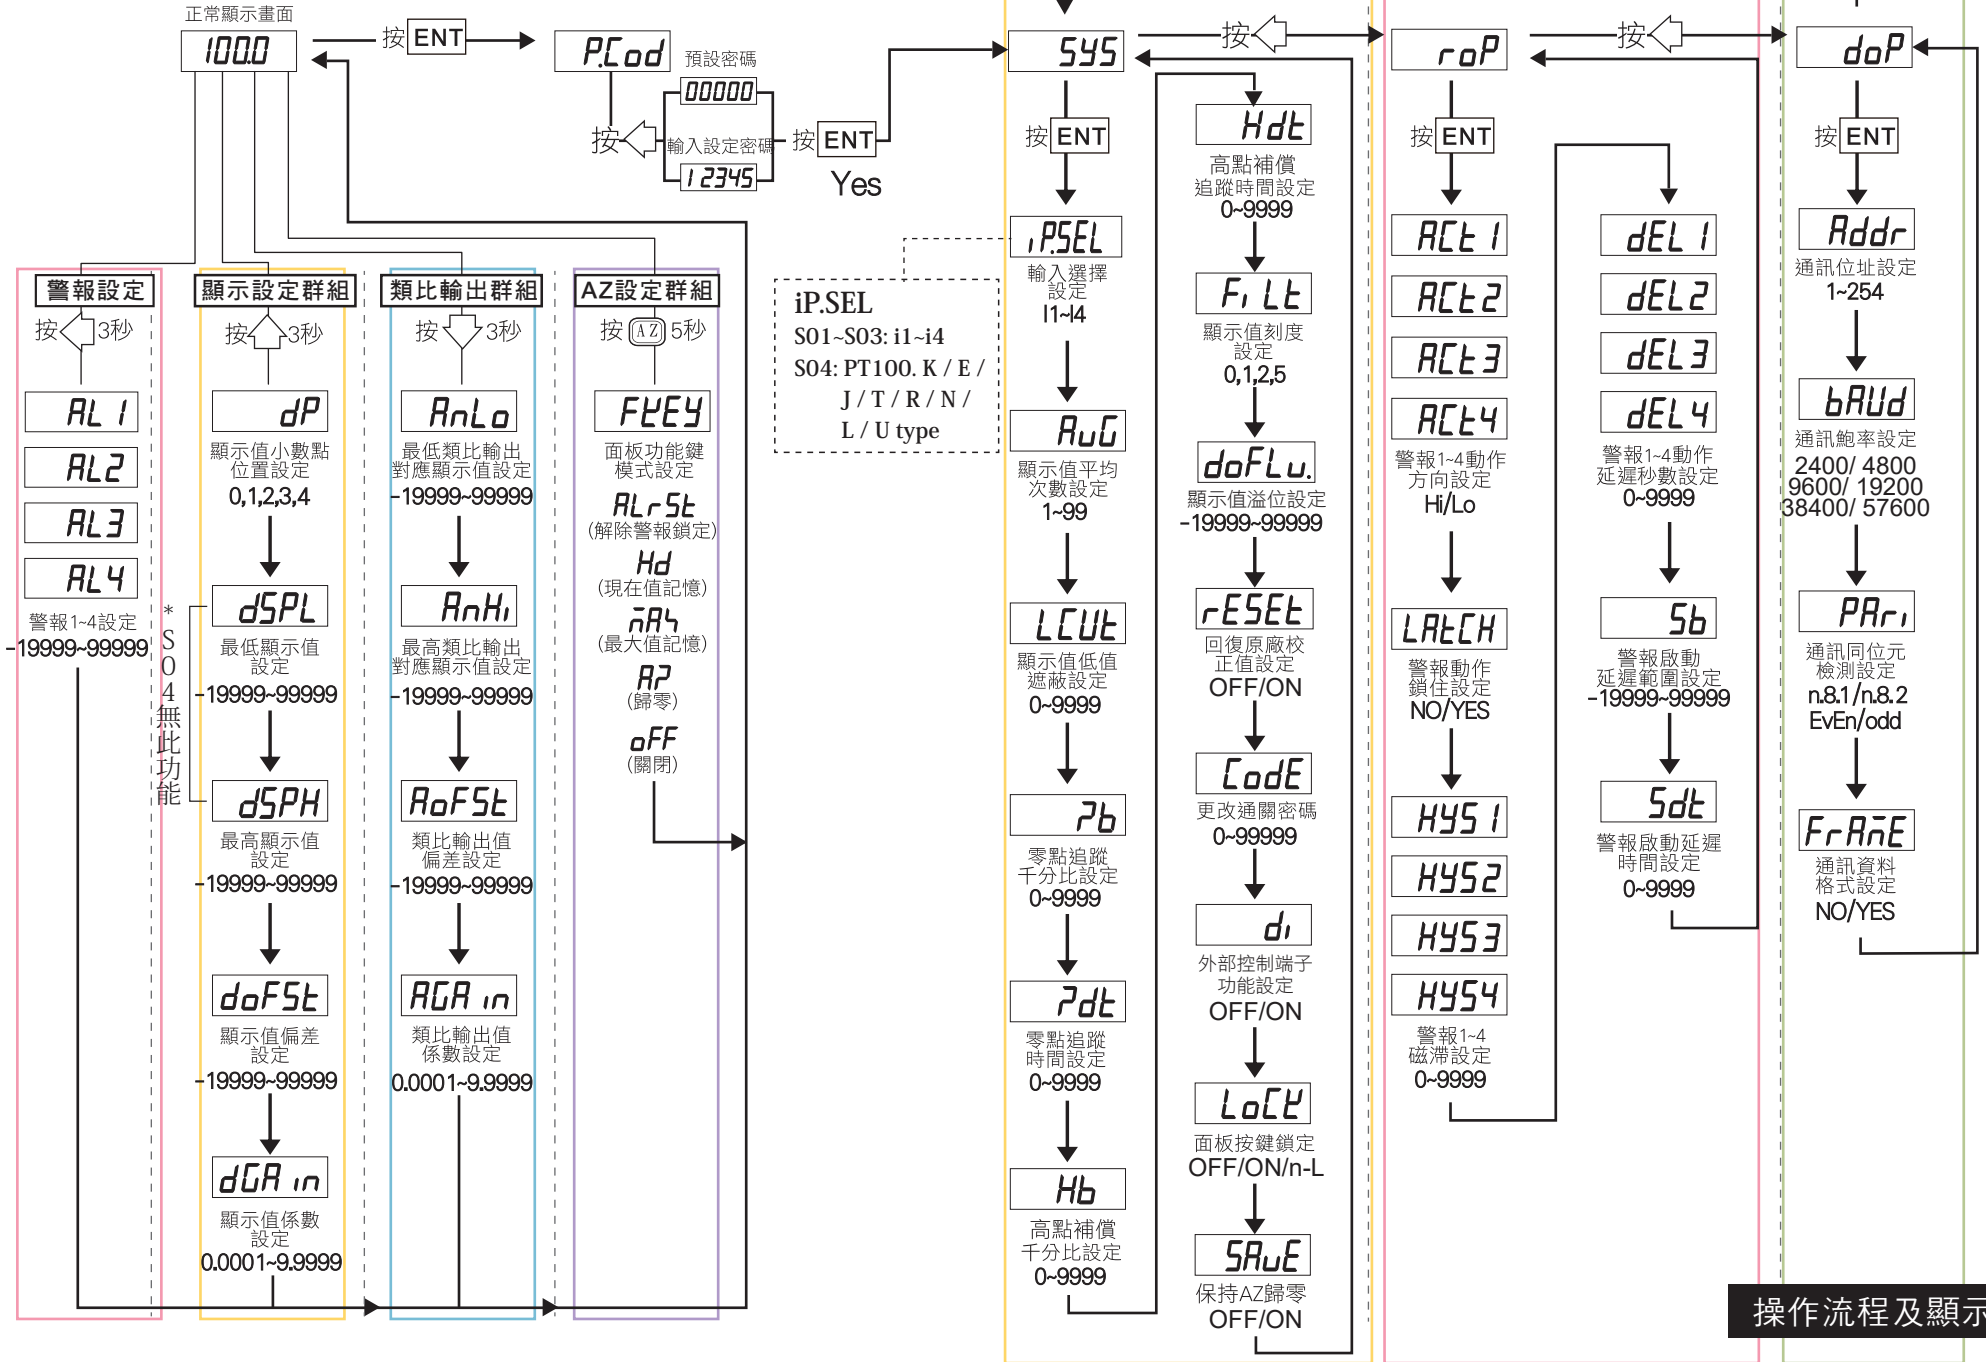 正常顯示畫面
100.0
按 ENT
P.Cod
預設密碼
00000
按
輸入設定密碼
12345
按 ENT
Yes
警報設定
按 3秒
AL1
AL2
AL3
AL4
警報1~4設定
-19999~99999
*S04無此功能
顯示設定群組
按 3秒
dP
顯示值小數點
位置設定
0,1,2,3,4
dSPL
最低顯示值
設定
-19999~99999
dSPH
最高顯示值
設定
-19999~99999
doFSt
顯示值偏差
設定
-19999~99999
dGAin
顯示值係數
設定
0.0001~9.9999
類比輸出群組
按 3秒
AnLo
最低類比輸出
對應顯示值設定
-19999~99999
AnHi
最高類比輸出
對應顯示值設定
-19999~99999
AoFSt
類比輸出值
偏差設定
-19999~99999
AGAin
類比輸出值
係數設定
0.0001~9.9999
AZ設定群組
按 AZ 5秒
FKEY
面板功能鍵
模式設定
ALrSt
(解除警報鎖定)
Hd
(現在值記憶)
mAx
(最大值記憶)
AZ
(歸零)
oFF
(關閉)
iP.SEL
S01~S03: i1~i4
S04: PT100. K / E /
J / T / R / N /
L / U type
SYS
按 ENT
iP.SEL
輸入選擇
設定
I1~I4
AvG
顯示值平均
次數設定
1~99
LCUt
顯示值低值
遮蔽設定
0~9999
Zb
零點追蹤
千分比設定
0~9999
Zdt
零點追蹤
時間設定
0~9999
Hb
高點補償
千分比設定
0~9999
按
Hdt
高點補償
追蹤時間設定
0~9999
FiLt
顯示值刻度
設定
0,1,2,5
doFLv.
顯示值溢位設定
-19999~99999
rESEt
回復原廠校
正值設定
OFF/ON
CodE
更改通關密碼
0~99999
di
外部控制端子
功能設定
OFF/ON
LoCK
面板按鍵鎖定
OFF/ON/n-L
SAvE
保持AZ歸零
OFF/ON
roP
按 ENT
ACt1
ACt2
ACt3
ACt4
警報1~4動作
方向設定
Hi/Lo
LAtCH
警報動作
鎖住設定
NO/YES
HYS1
HYS2
HYS3
HYS4
警報1~4
磁滯設定
0~9999
按
dEL1
dEL2
dEL3
dEL4
警報1~4動作
延遲秒數設定
0~9999
Sb
警報啟動
延遲範圍設定
-19999~99999
Sdt
警報啟動延遲
時間設定
0~9999
doP
按 ENT
Addr
通訊位址設定
1~254
bAUd
通訊鮑率設定
2400/ 4800
9600/ 19200
38400/ 57600
PAri
通訊同位元
檢測設定
n.8.1/n.8.2
EvEn/odd
FrAmE
通訊資料
格式設定
NO/YES
操作流程及顯示